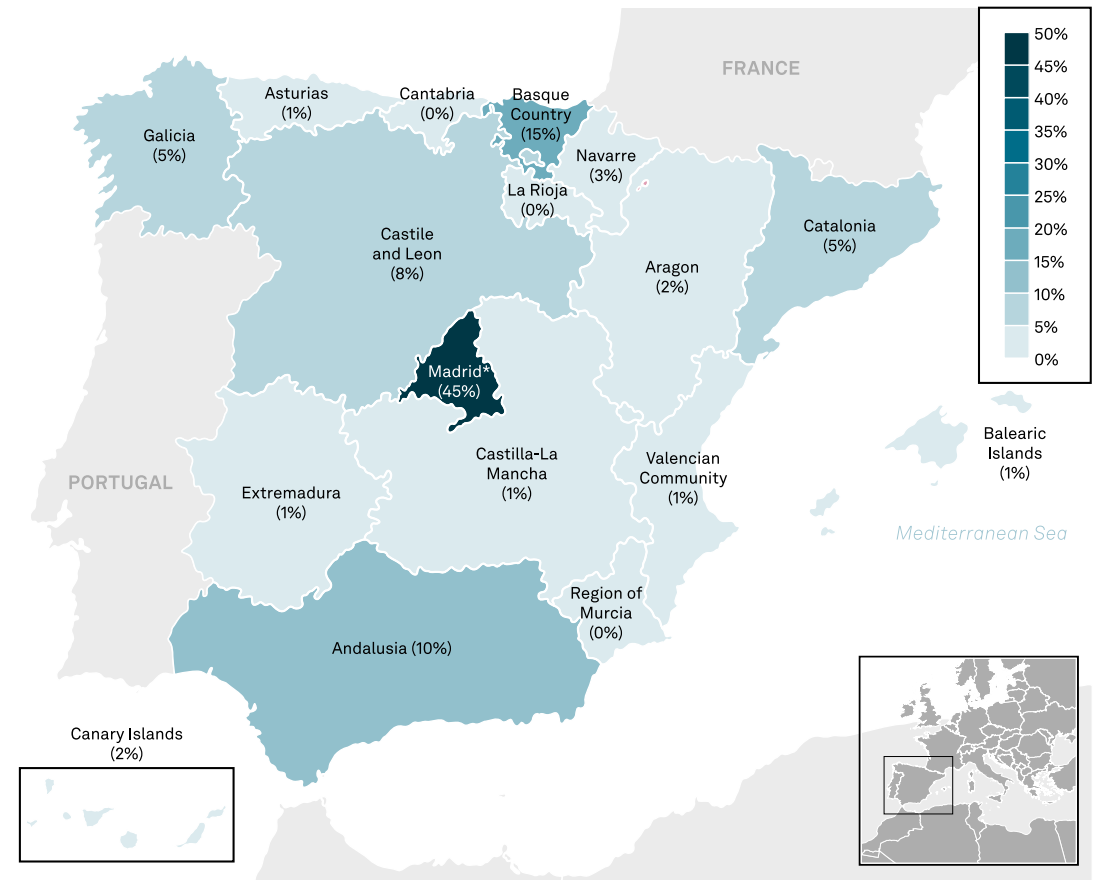 FRANCE
50%
45%
40%
35%
30%
25%
20%
15%
10%
5%
0%
Asturias
(1%)
Cantabria
(0%)
Basque
Country
(15%)
Galicia
(5%)
Navarre
(3%)
La Rioja
(0%)
Castile
and Leon
(8%)
Aragon
(2%)
Catalonia
(5%)
Madrid*
(45%)
Balearic
Islands
(1%)
Castilla-La
Mancha
(1%)
Valencian
Community
(1%)
PORTUGAL
Extremadura
(1%)
Mediterranean Sea
Region of
Murcia
(0%)
Andalusia (10%)
Canary Islands
(2%)